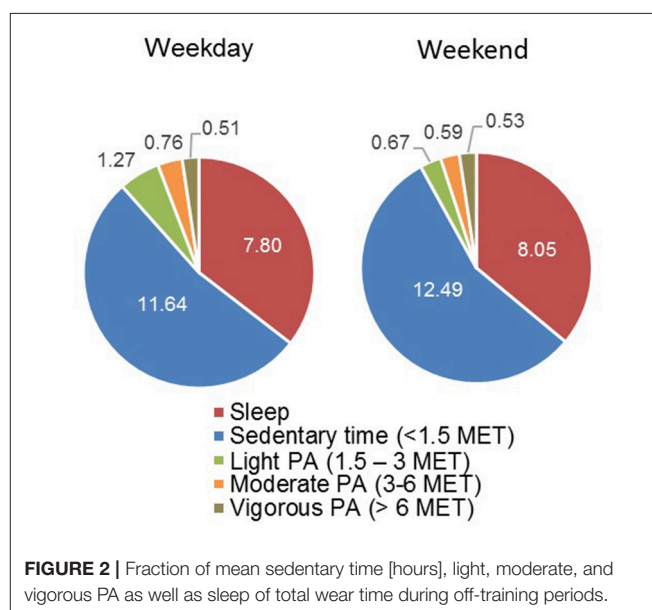 Weekday
Weekend
0.51
0.76
1.27
7.80
11.64
0.53
0.59
0.67
8.05
12.49
Sleep
Sedentary time (<1.5 MET)
Light PA (1.5 – 3 MET)
Moderate PA (3-6 MET)
Vigorous PA (> 6 MET)
FIGURE 2 | Fraction of mean sedentary time [hours], light, moderate, and
vigorous PA as well as sleep of total wear time during off-training periods.